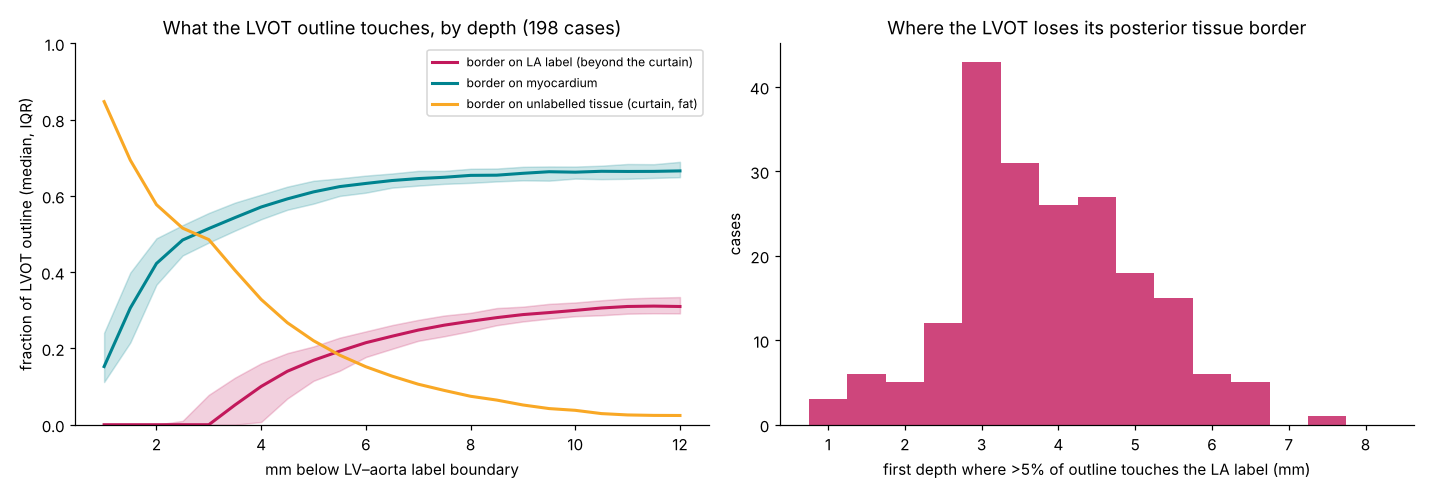 What the LVOT outline touches, by depth (198 cases)
1.0
0.8
0.6
0.4
0.2
0.0
fraction of LVOT outline (median, IQR)
border on LA label (beyond the curtain)
border on myocardium
border on unlabelled tissue (curtain, fat)
2 4 6 8 10 12
mm below LV–aorta label boundary
Where the LVOT loses its posterior tissue border
40
30
20
10
0
cases
1 2 3 4 5 6 7 8
first depth where >5% of outline touches the LA label (mm)